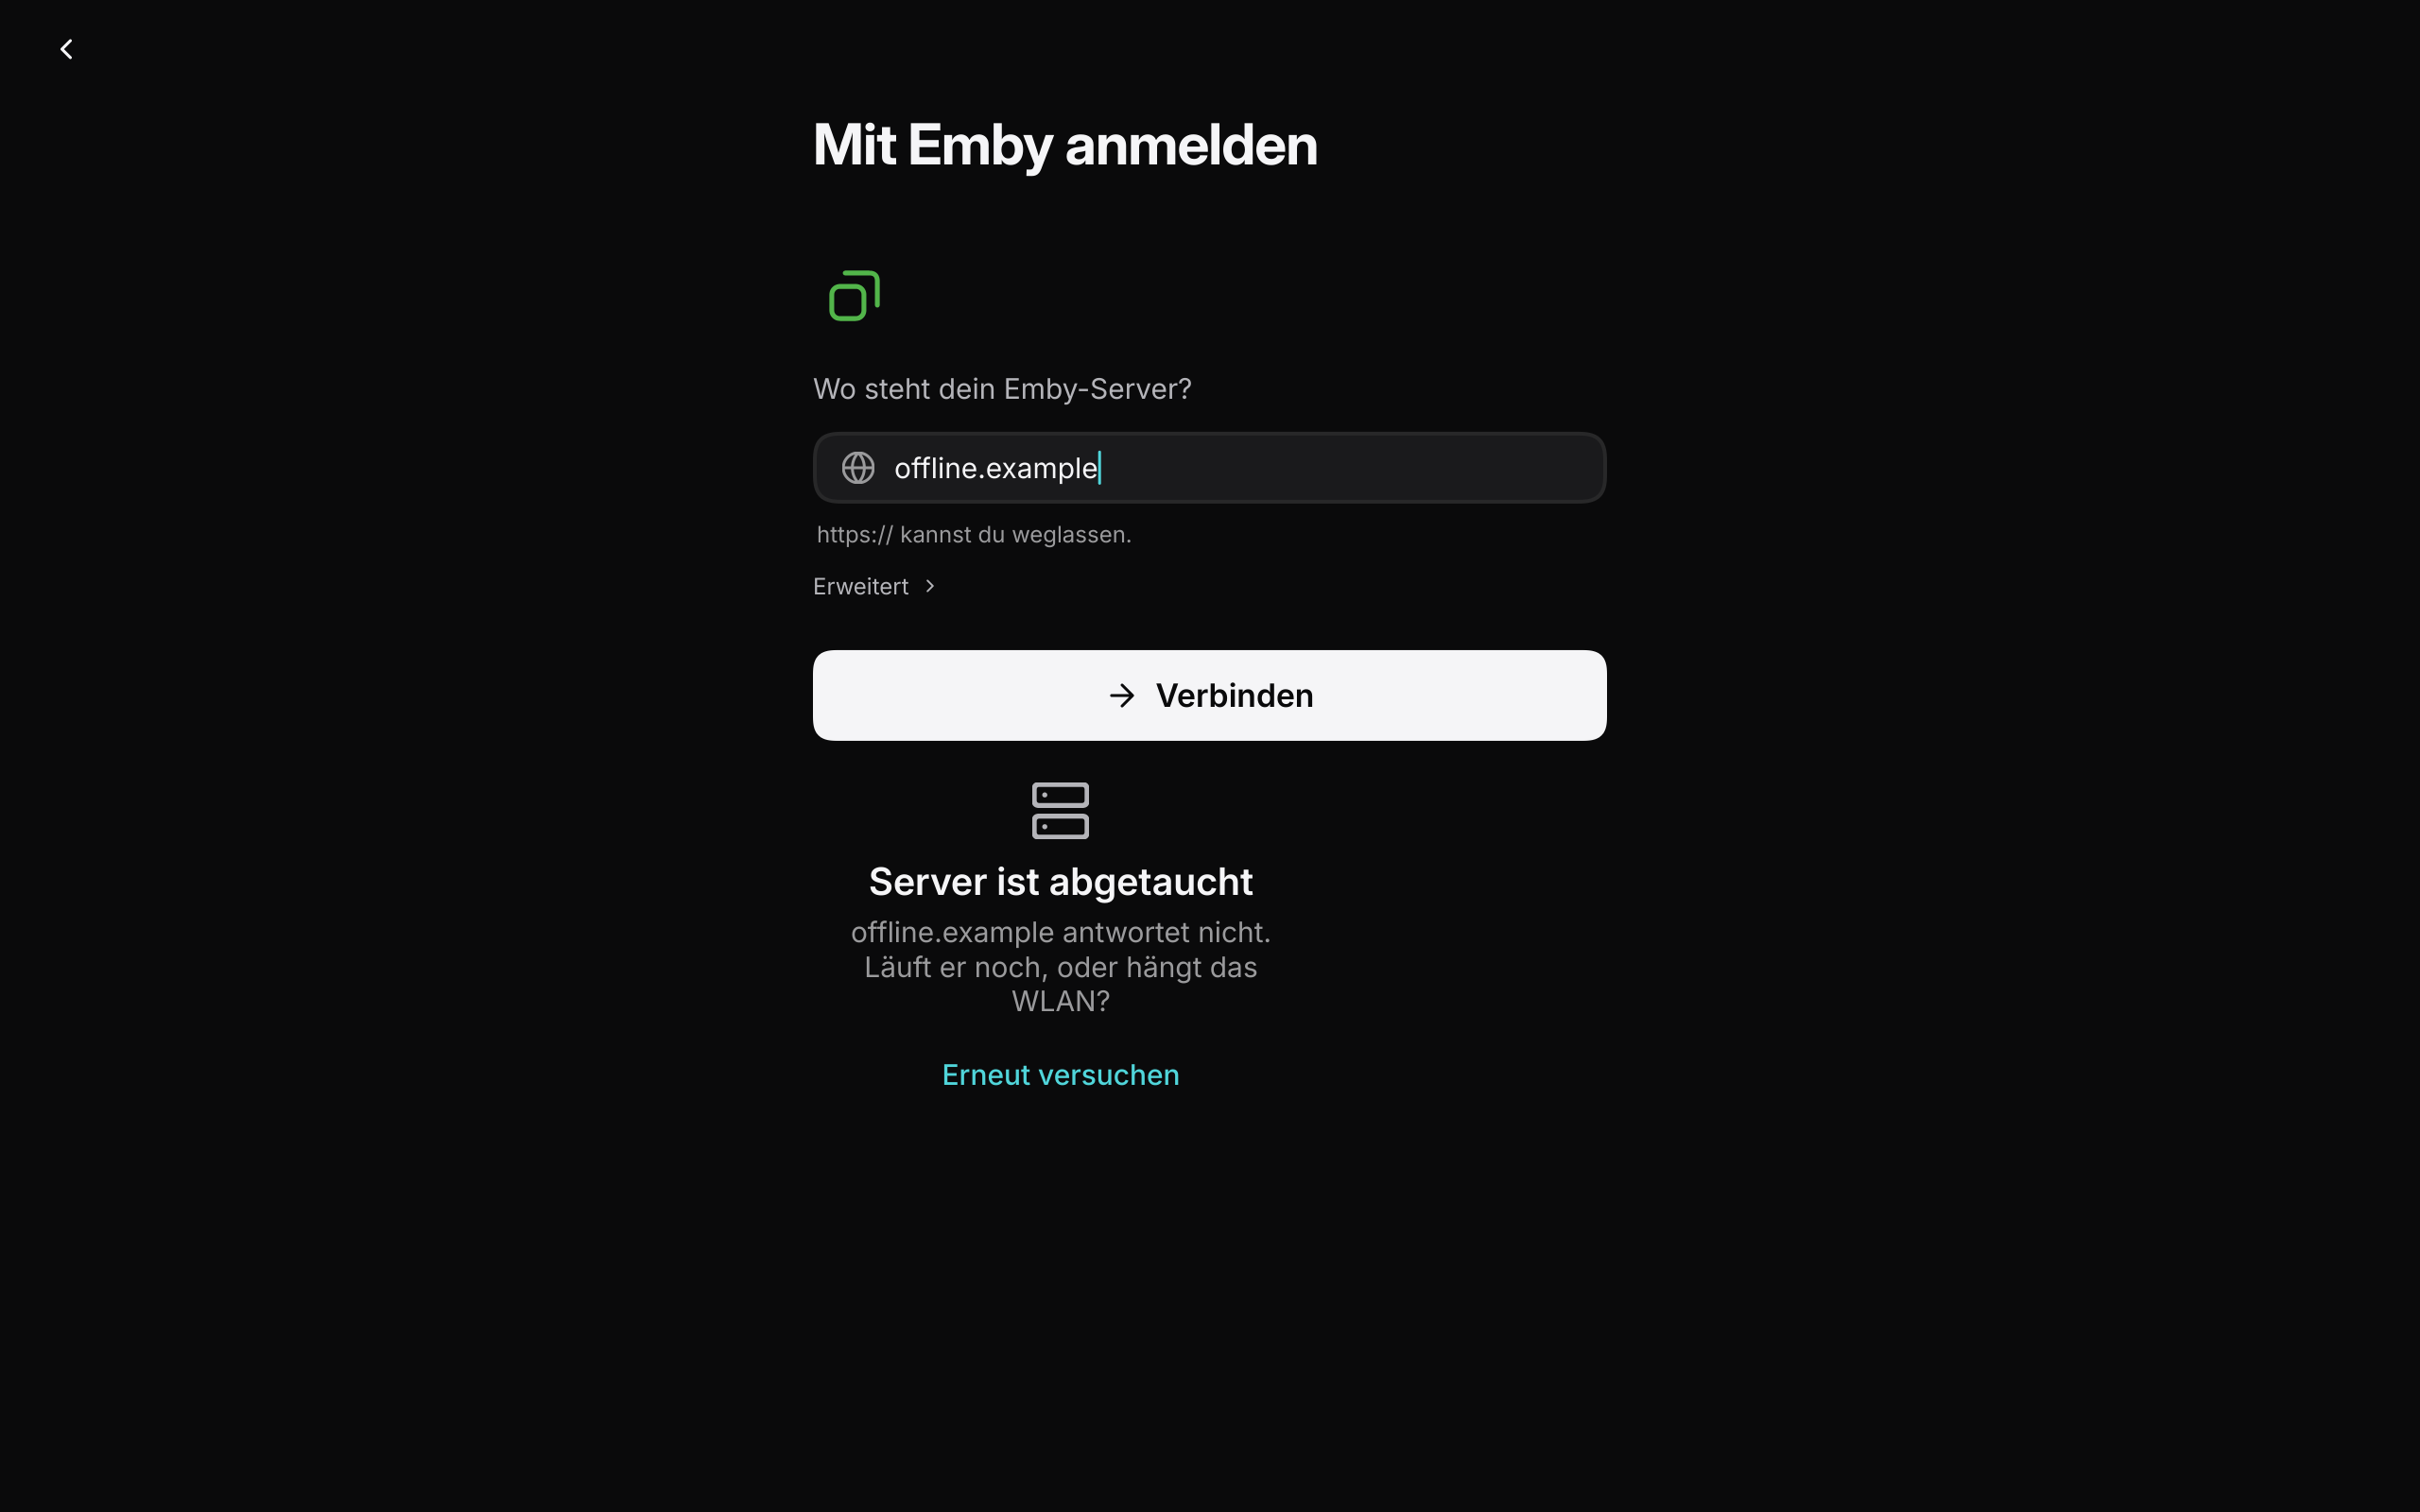 Mit Emby anmelden
Wo steht dein Emby-Server?
offline.example
https:// kannst du weglassen.
Erweitert
Verbinden
Server ist abgetaucht
offline.example antwortet nicht.
Läuft er noch, oder hängt das
WLAN?
Erneut versuchen